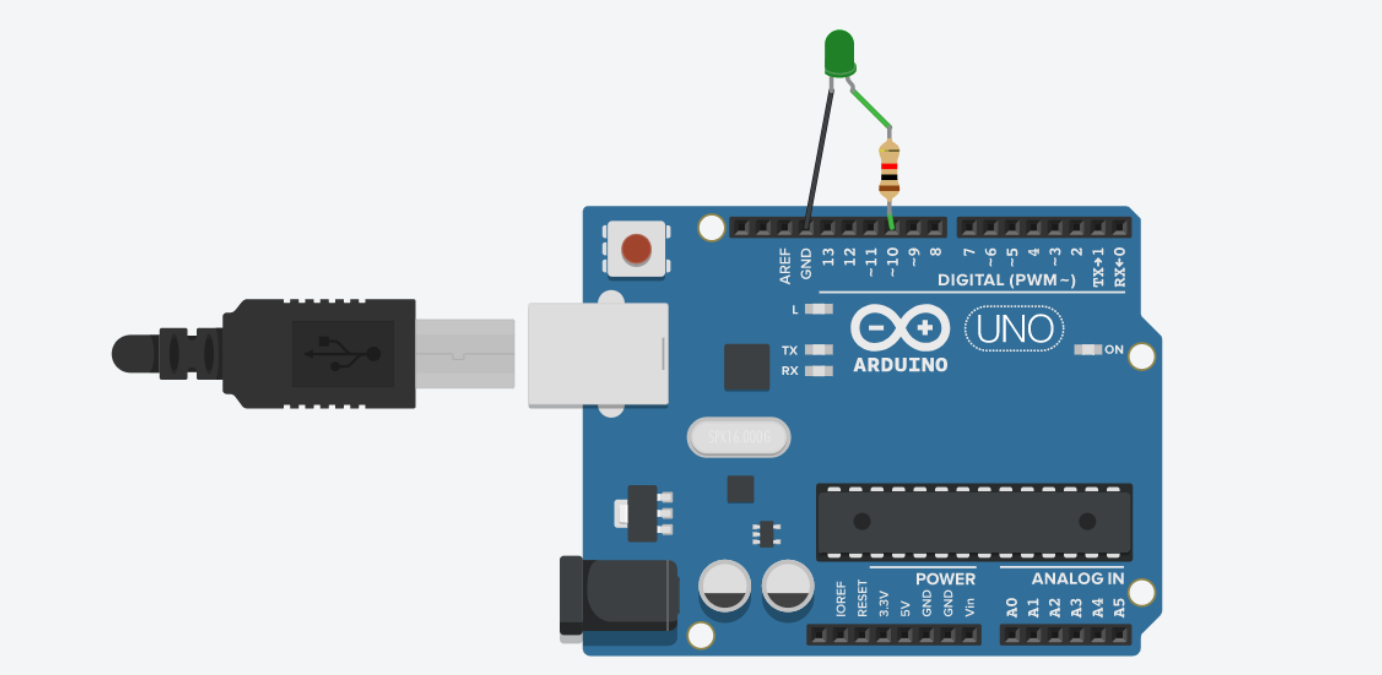 AREF
GND
13
12
~11
~10
~9
8
7
~6
~5
4
~3
2
TX→1
RX←0
DIGITAL (PWM~)
L
TX
RX
ARDUINO
UNO
ON
SPK16.000G
POWER
ANALOG IN
IOREF
RESET
3.3V
5V
GND
GND
Vin
A0
A1
A2
A3
A4
A5